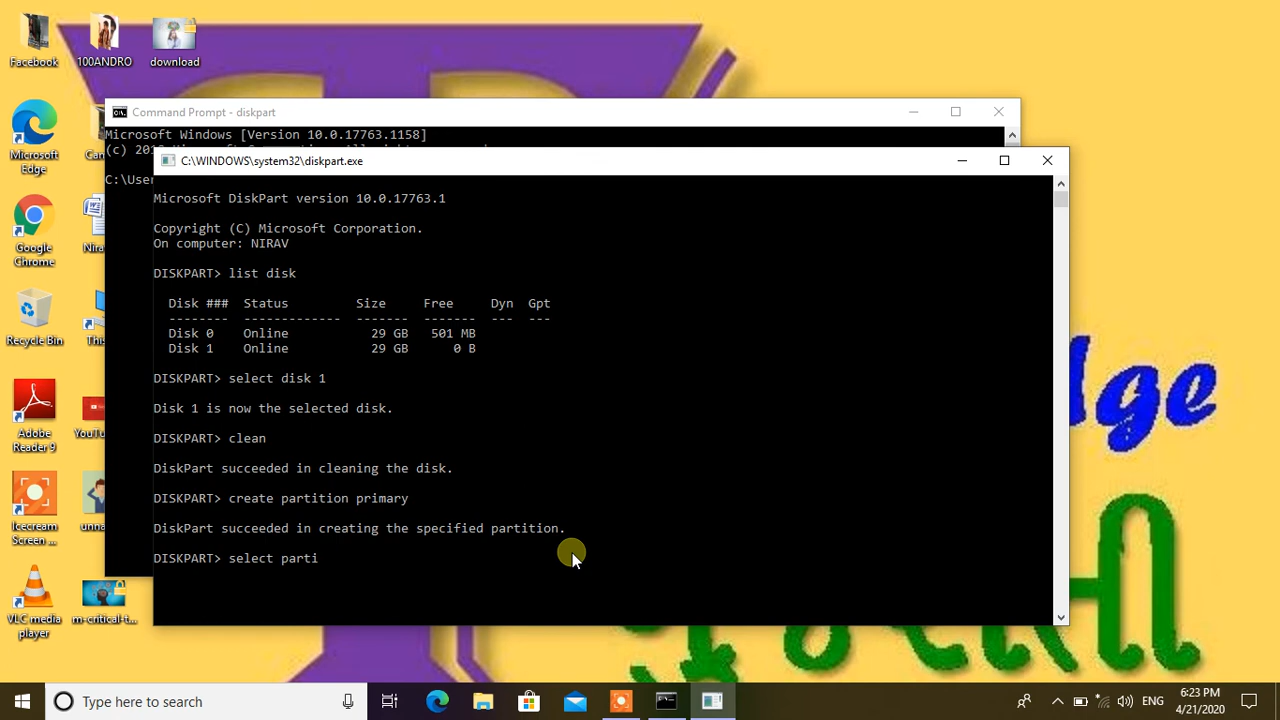 Facebook
100ANDRO
download
Microsoft Edge
Google Chrome
Recycle Bin
Adobe Reader 9
Icecream Screen ...
VLC media player
m-critical-t...
Command Prompt - diskpart
Microsoft Windows [Version 10.0.17763.1158]
C:\WINDOWS\system32\diskpart.exe
Microsoft DiskPart version 10.0.17763.1
Copyright (C) Microsoft Corporation.
On computer: NIRAV
DISKPART> list disk
Disk ### Status Size Free Dyn Gpt
-------- ------------- ------- ------- --- ---
Disk 0 Online 29 GB 501 MB
Disk 1 Online 29 GB 0 B
DISKPART> select disk 1
Disk 1 is now the selected disk.
DISKPART> clean
DiskPart succeeded in cleaning the disk.
DISKPART> create partition primary
DiskPart succeeded in creating the specified partition.
DISKPART> select parti
Type here to search
ENG
6:23 PM
4/21/2020